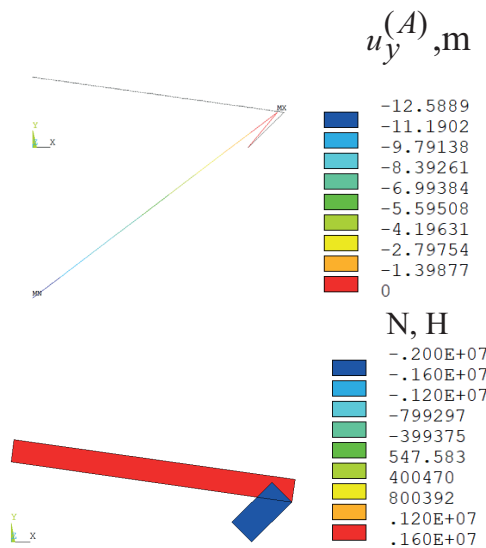 u_y^(A),m
MX
Y
Z X
MN
-12.5889
-11.1902
-9.79138
-8.39261
-6.99384
-5.59508
-4.19631
-2.79754
-1.39877
0
N, H
-.200E+07
-.160E+07
-.120E+07
-799297
-399375
547.583
400470
800392
.120E+07
.160E+07
Y
Z X